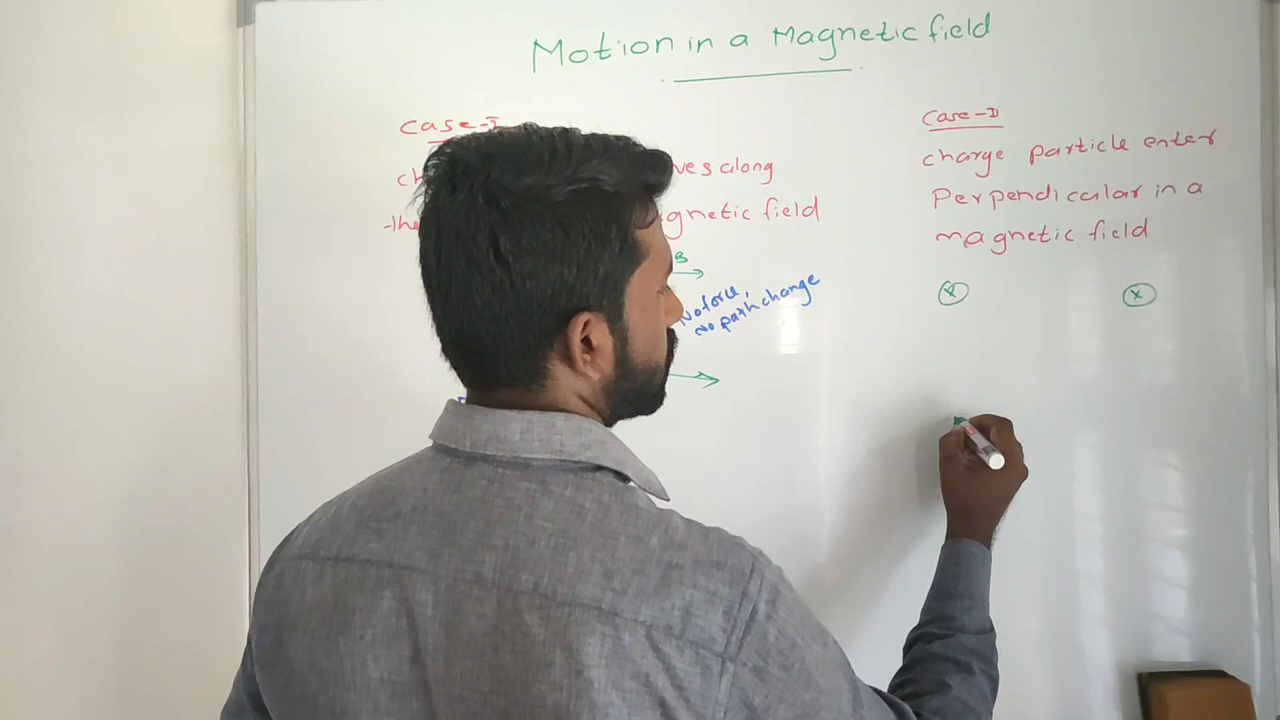 Motion in a Magnetic field
Case-I
ves along
the gnetic field
B
No force,
No path change
Case-II
charge particle enter
Perpendicular in a
magnetic field
x x